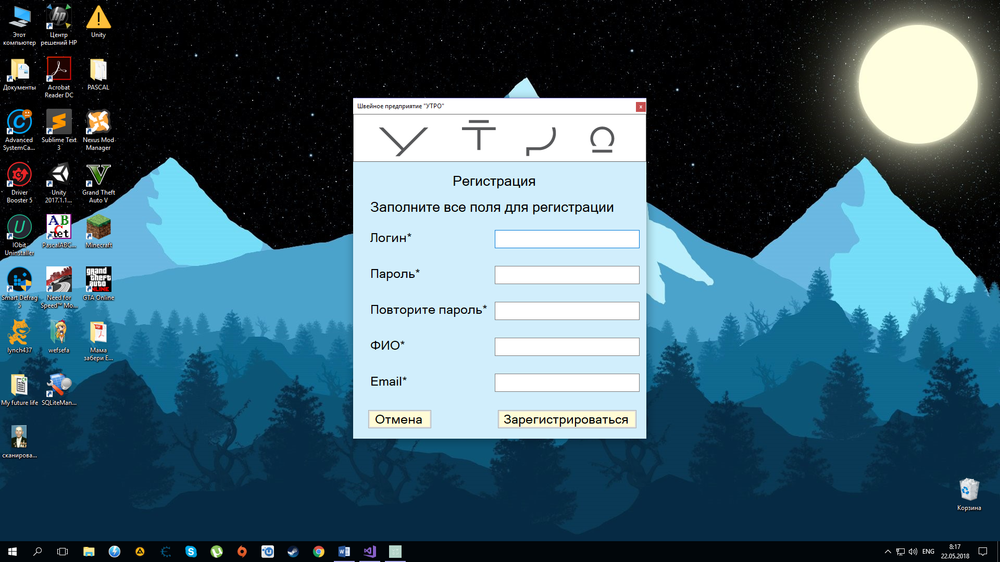 Этот
компьютер
Центр
решений HP
Unity
Документы
Acrobat
Reader DC
PASCAL
Advanced
SystemCa...
Sublime Text
3
Nexus Mod
Manager
Driver
Booster 5
Unity
2017.1.1...
Grand Theft
Auto V
IObit
Uninstaller
PascalABC...
Minecraft
Smart Defrag
5
Need for
Speed™ Mo...
GTA Online
lynch437
wefsefa
Мама
забери Е...
My future life
SQLiteMan...
сканирова...
Швейное предприятие "УТРО"
У Т Р О
Регистрация
Заполните все поля для регистрации
Логин*
Пароль*
Повторите пароль*
ФИО*
Email*
Отмена
Зарегистрироваться
Корзина
ENG
8:17
22.05.2018